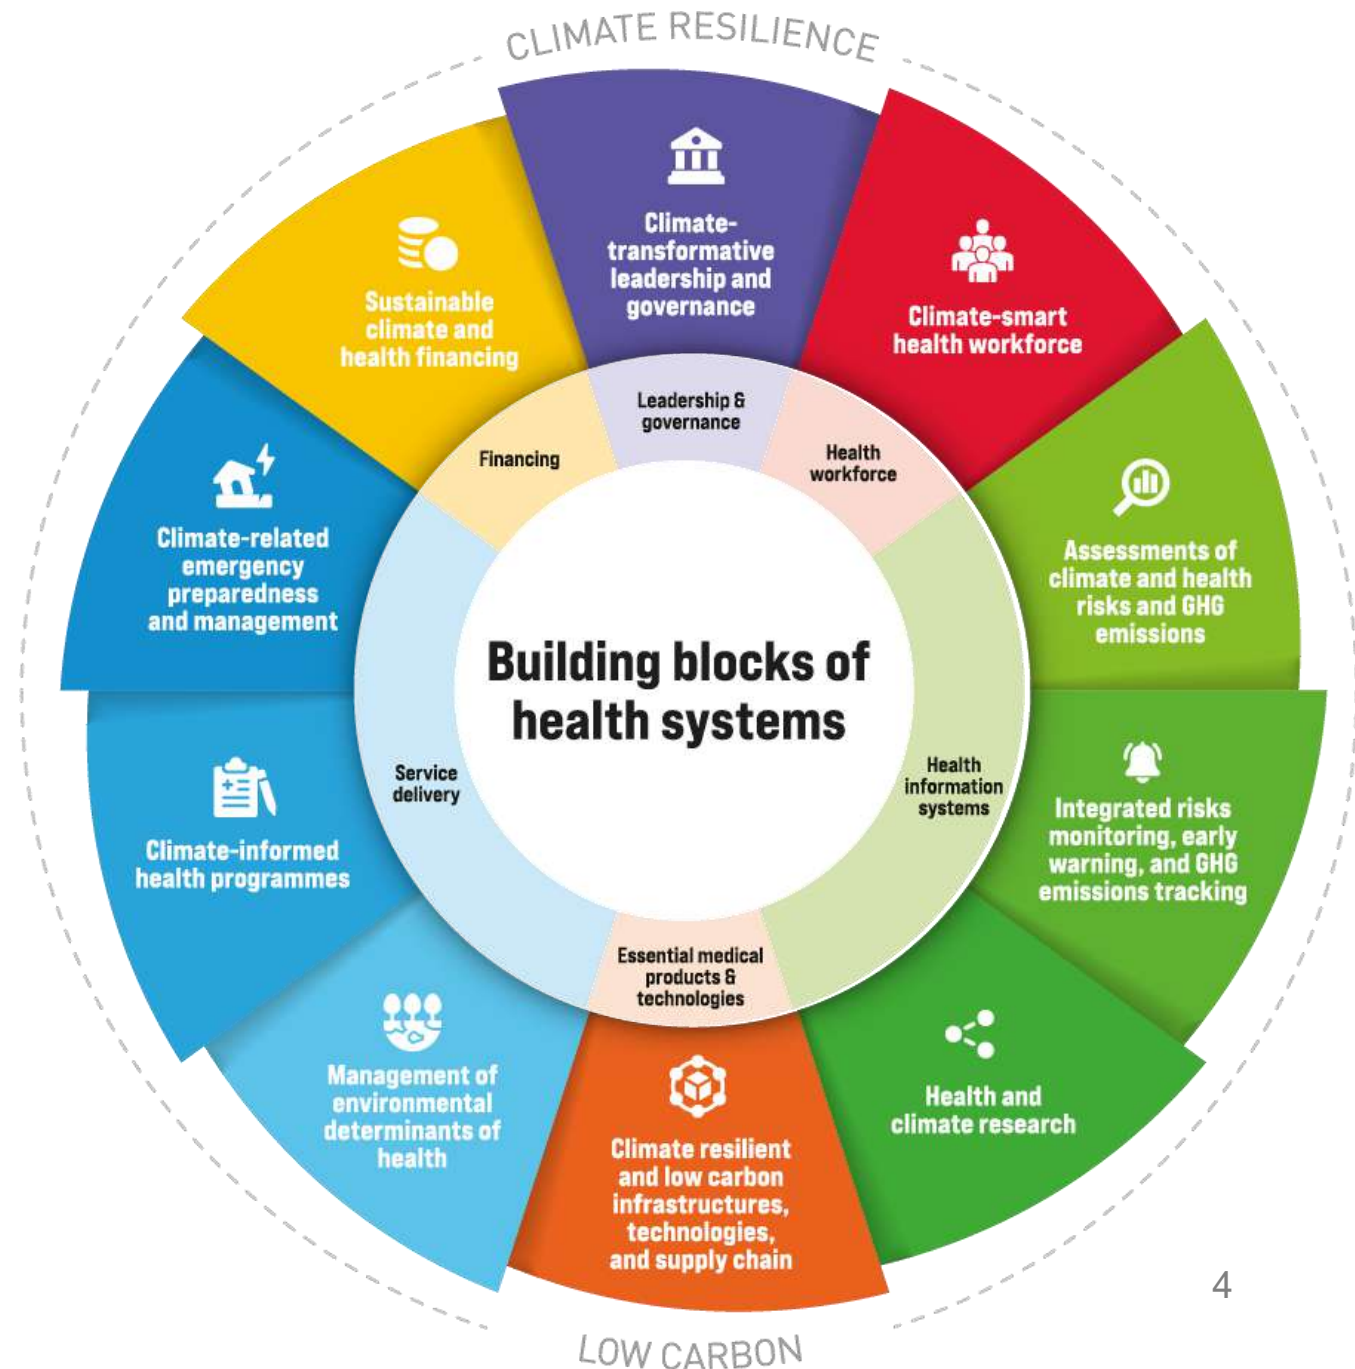 CLIMATE RESILIENCE
Climate-
transformative
leadership and
governance
Climate-smart
health workforce
Assessments of
climate and health
risks and GHG
emissions
Integrated risks
monitoring, early
warning, and GHG
emissions tracking
Health and
climate research
Climate resilient
and low carbon
infrastructures,
technologies,
and supply chain
Management of
environmental
determinants of
health
Climate-informed
health programmes
Climate-related
emergency
preparedness
and management
Sustainable
climate and
health financing
Leadership &
governance
Health
workforce
Health
information
systems
Essential medical
products &
technologies
Service
delivery
Financing
Building blocks of
health systems
LOW CARBON
4